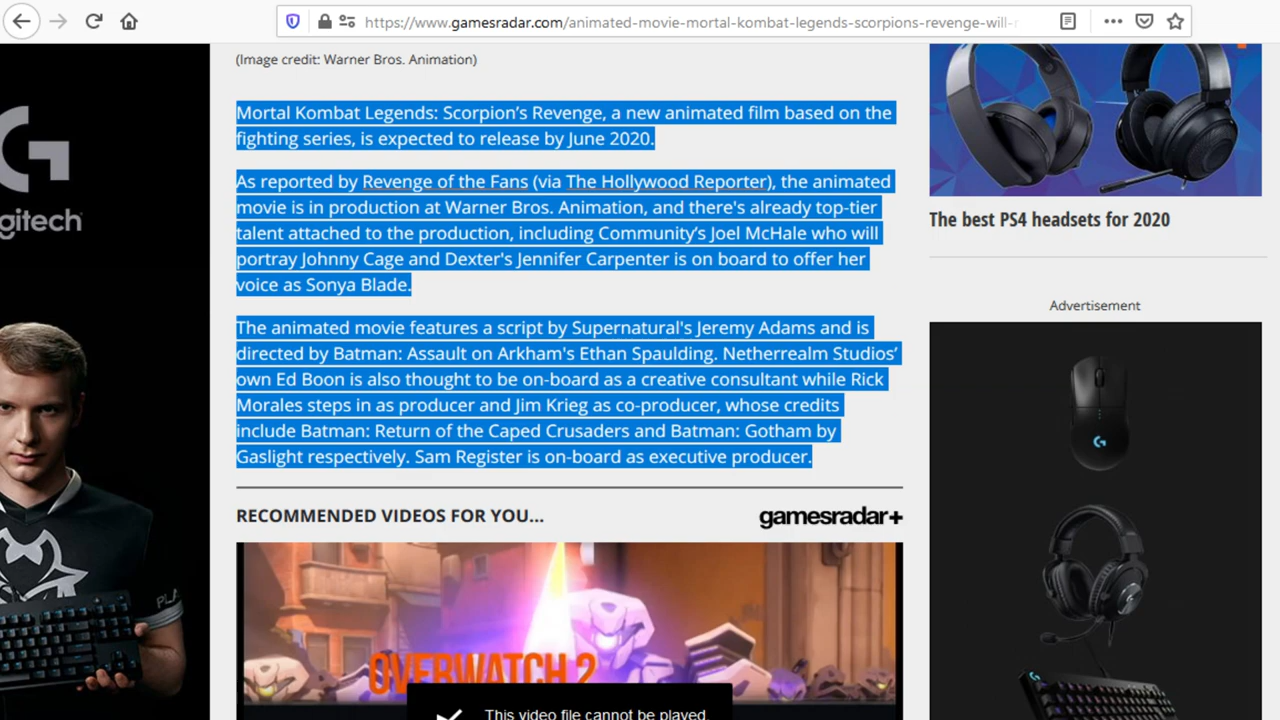 https://www.gamesradar.com/animated-movie-mortal-kombat-legends-scorpions-revenge-will-
(Image credit: Warner Bros. Animation)
Mortal Kombat Legends: Scorpion’s Revenge, a new animated film based on the
fighting series, is expected to release by June 2020.
As reported by Revenge of the Fans (via The Hollywood Reporter), the animated
movie is in production at Warner Bros. Animation, and there's already top-tier
talent attached to the production, including Community’s Joel McHale who will
portray Johnny Cage and Dexter's Jennifer Carpenter is on board to offer her
voice as Sonya Blade.
The animated movie features a script by Supernatural's Jeremy Adams and is
directed by Batman: Assault on Arkham's Ethan Spaulding. Netherrealm Studios’
own Ed Boon is also thought to be on-board as a creative consultant while Rick
Morales steps in as producer and Jim Krieg as co-producer, whose credits
include Batman: Return of the Caped Crusaders and Batman: Gotham by
Gaslight respectively. Sam Register is on-board as executive producer.
RECOMMENDED VIDEOS FOR YOU...
gamesradar+
OVERWATCH 2
This video file cannot be played.
gitech
The best PS4 headsets for 2020
Advertisement